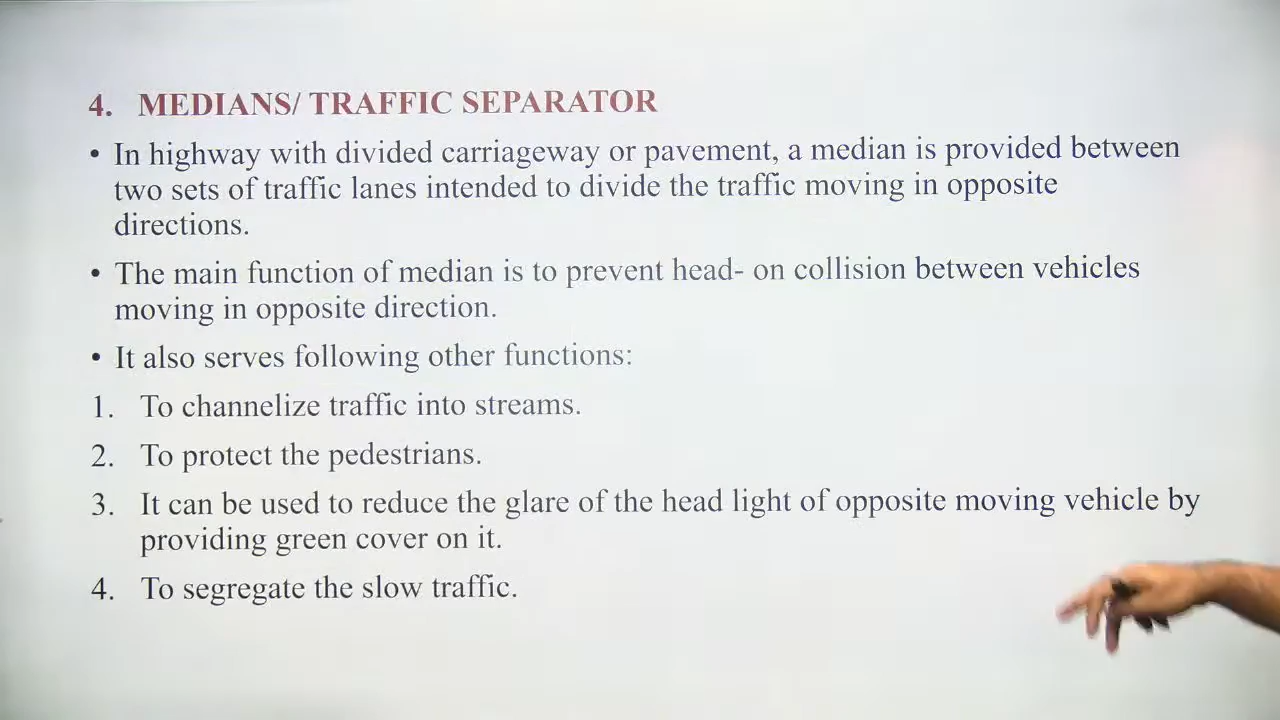 4. MEDIANS/ TRAFFIC SEPARATOR
• In highway with divided carriageway or pavement, a median is provided between
two sets of traffic lanes intended to divide the traffic moving in opposite
directions.
• The main function of median is to prevent head- on collision between vehicles
moving in opposite direction.
• It also serves following other functions:
1. To channelize traffic into streams.
2. To protect the pedestrians.
3. It can be used to reduce the glare of the head light of opposite moving vehicle by
providing green cover on it.
4. To segregate the slow traffic.